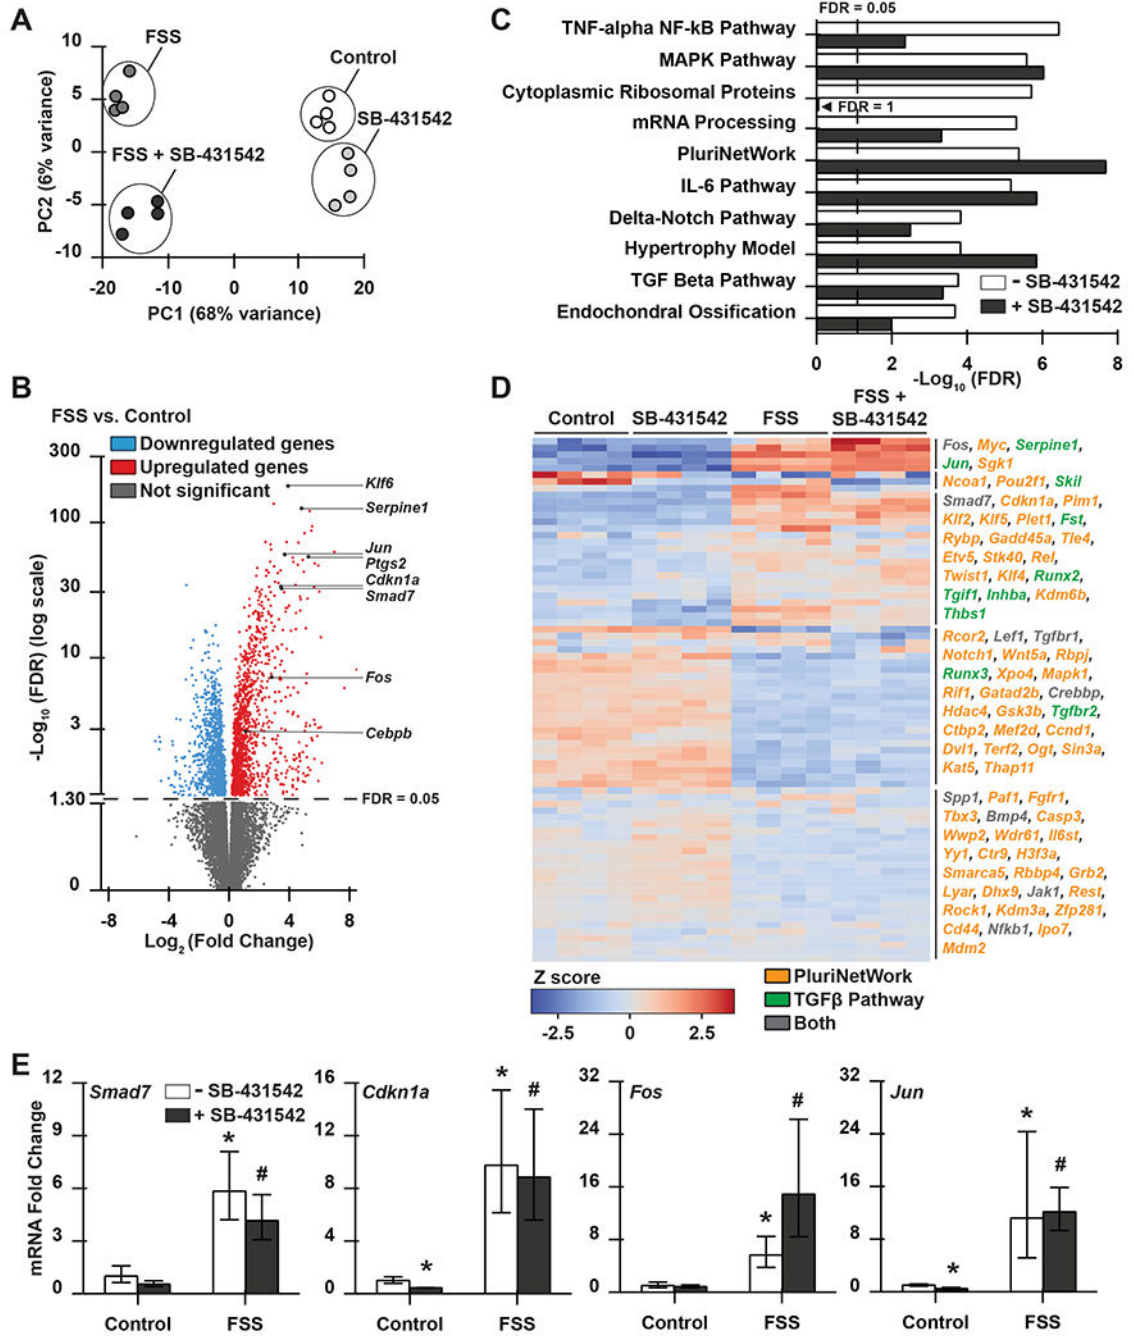 A
FSS
Control
SB-431542
FSS + SB-431542
PC2 (6% variance)
10
5
0
-5
-10
-20
-10
0
10
20
PC1 (68% variance)
C
FDR = 0.05
TNF-alpha NF-kB Pathway
MAPK Pathway
Cytoplasmic Ribosomal Proteins
FDR = 1
mRNA Processing
PluriNetWork
IL-6 Pathway
Delta-Notch Pathway
Hypertrophy Model
TGF Beta Pathway
Endochondral Ossification
- SB-431542
+ SB-431542
0
2
4
6
8
-Log10 (FDR)
B
FSS vs. Control
Downregulated genes
Upregulated genes
Not significant
-Log10 (FDR) (log scale)
300
100
30
10
3
1.30
0
Klf6
Serpine1
Jun
Ptgs2
Cdkn1a
Smad7
Fos
Cebpb
FDR = 0.05
-8
-4
0
4
8
Log2 (Fold Change)
D
Control
SB-431542
FSS
FSS +
SB-431542
Fos, Myc, Serpine1,
Jun, Sgk1
Ncoa1, Pou2f1, Skil
Smad7, Cdkn1a, Pim1,
Klf2, Klf5, Plet1, Fst,
Rybp, Gadd45a, Tle4,
Etv5, Stk40, Rel,
Twist1, Klf4, Runx2,
Tgif1, Inhba, Kdm6b,
Thbs1
Rcor2, Lef1, Tgfbr1,
Notch1, Wnt5a, Rbpj,
Runx3, Xpo4, Mapk1,
Rif1, Gatad2b, Crebbp,
Hdac4, Gsk3b, Tgfbr2,
Ctbp2, Mef2d, Ccnd1,
Dvl1, Terf2, Ogt, Sin3a,
Kat5, Thap11
Spp1, Paf1, Fgfr1,
Tbx3, Bmp4, Casp3,
Wwp2, Wdr61, Il6st,
Yy1, Ctr9, H3f3a,
Smarca5, Rbbp4, Grb2,
Lyar, Dhx9, Jak1, Rest,
Rock1, Kdm3a, Zfp281,
Cd44, Nfkb1, Ipo7,
Mdm2
Z score
-2.5
0
2.5
PluriNetWork
TGFβ Pathway
Both
E
mRNA Fold Change
12
9
6
3
0
Smad7
- SB-431542
+ SB-431542
*
#
Control
FSS
16
12
8
4
0
Cdkn1a
*
*
#
Control
FSS
32
24
16
8
0
Fos
*
#
Control
FSS
32
24
16
8
0
Jun
*
*
#
Control
FSS